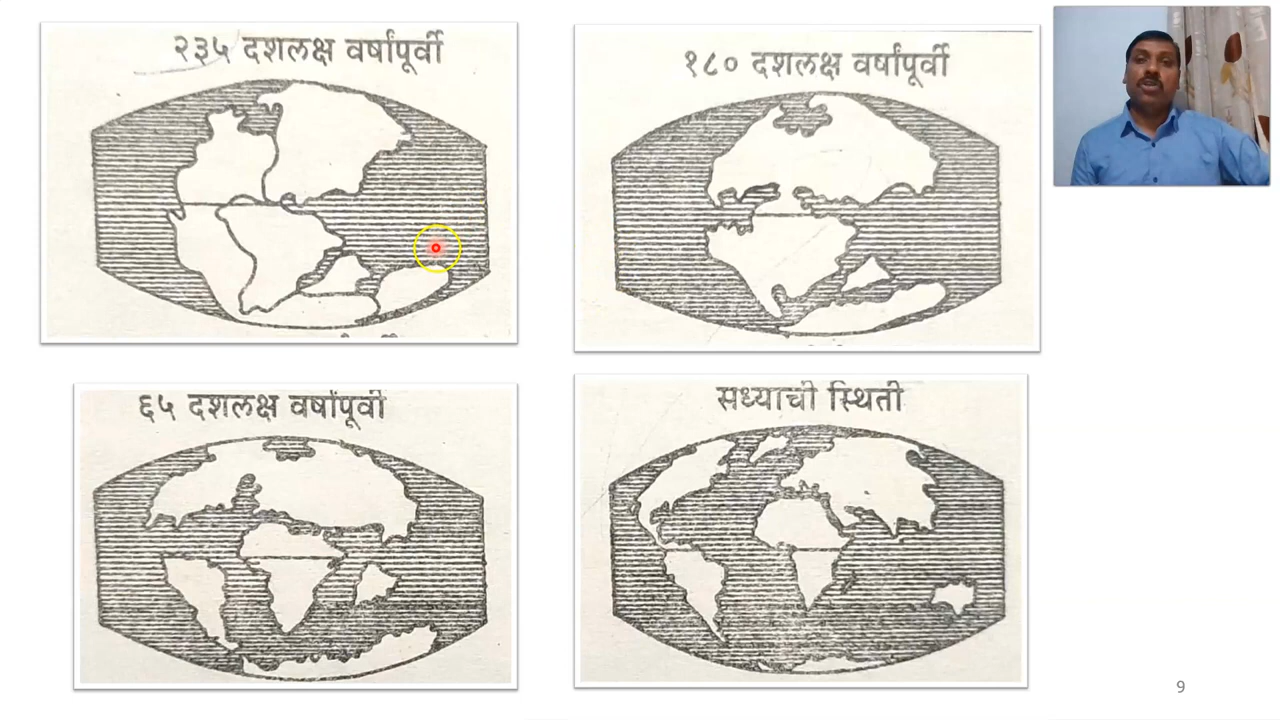 २३५ दशलक्ष वर्षांपूर्वी
१८० दशलक्ष वर्षांपूर्वी
६५ दशलक्ष वर्षांपूर्वी
सध्याची स्थिती
9